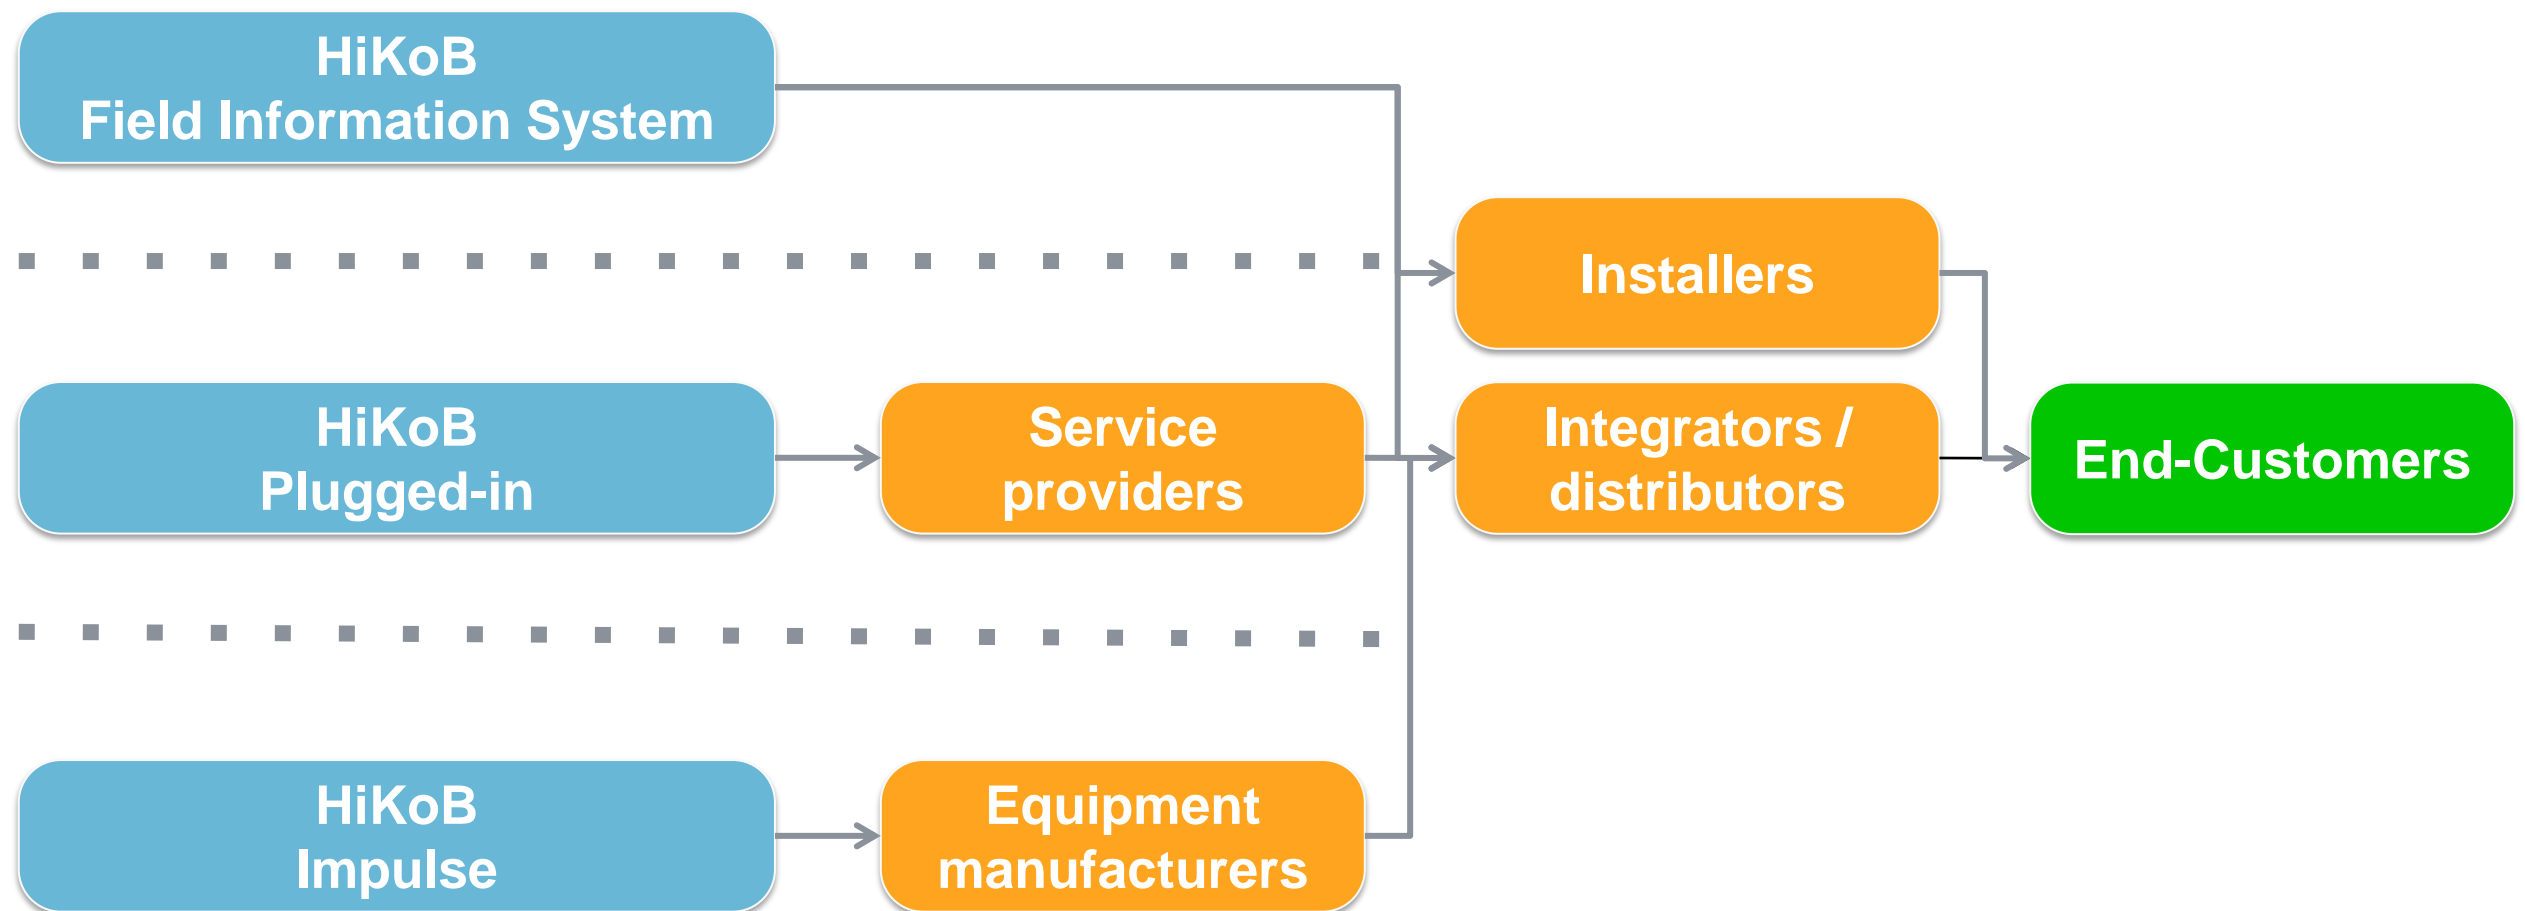 HiKoB
Field Information System
Installers
HiKoB
Plugged-in
Service
providers
Integrators /
distributors
End-Customers
HiKoB
Impulse
Equipment
manufacturers